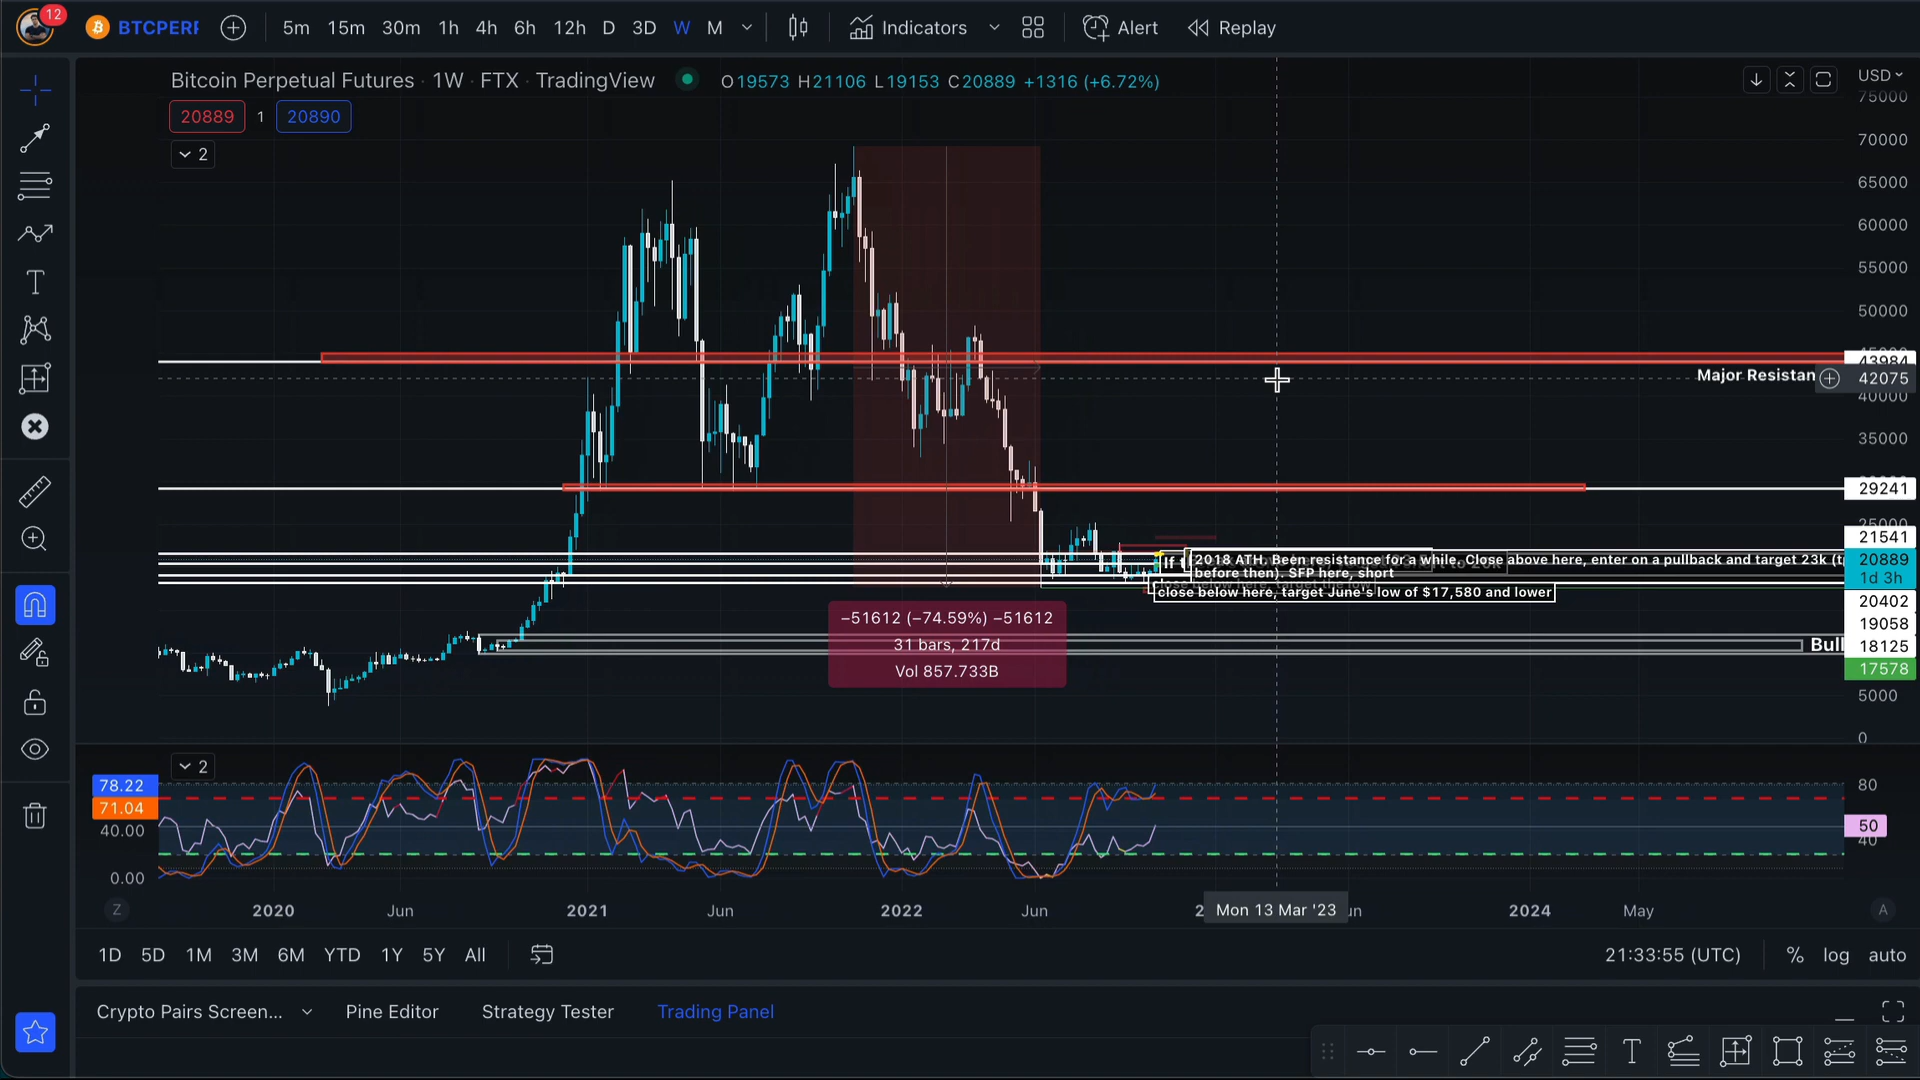 12
BTCPERP
5m 15m 30m 1h 4h 6h 12h D 3D W M
Indicators
Alert
Replay
Bitcoin Perpetual Futures · 1W · FTX · TradingView
O19573 H21106 L19153 C20889 +1316 (+6.72%)
USD
20889 1 20890
2
75000
70000
65000
60000
55000
50000
43984
Major Resistan
42075
40000
35000
29241
25000
21541
If
2018 ATH. Been resistance for a while. Close above here, enter on a pullback and target 23k
before then). SFP here, short
20889
1d 3h
close below here, target June's low of $17,580 and lower
20402
19058
18125
17578
−51612 (−74.59%) −51612
31 bars, 217d
Vol 857.733B
Bull
5000
0
2
78.22
71.04
40.00
0.00
80
50
40
Z
2020 Jun 2021 Jun 2022 Jun Mon 13 Mar '23 2024 May
A
1D 5D 1M 3M 6M YTD 1Y 5Y All
21:33:55 (UTC)
% log auto
Crypto Pairs Screen...
Pine Editor
Strategy Tester
Trading Panel